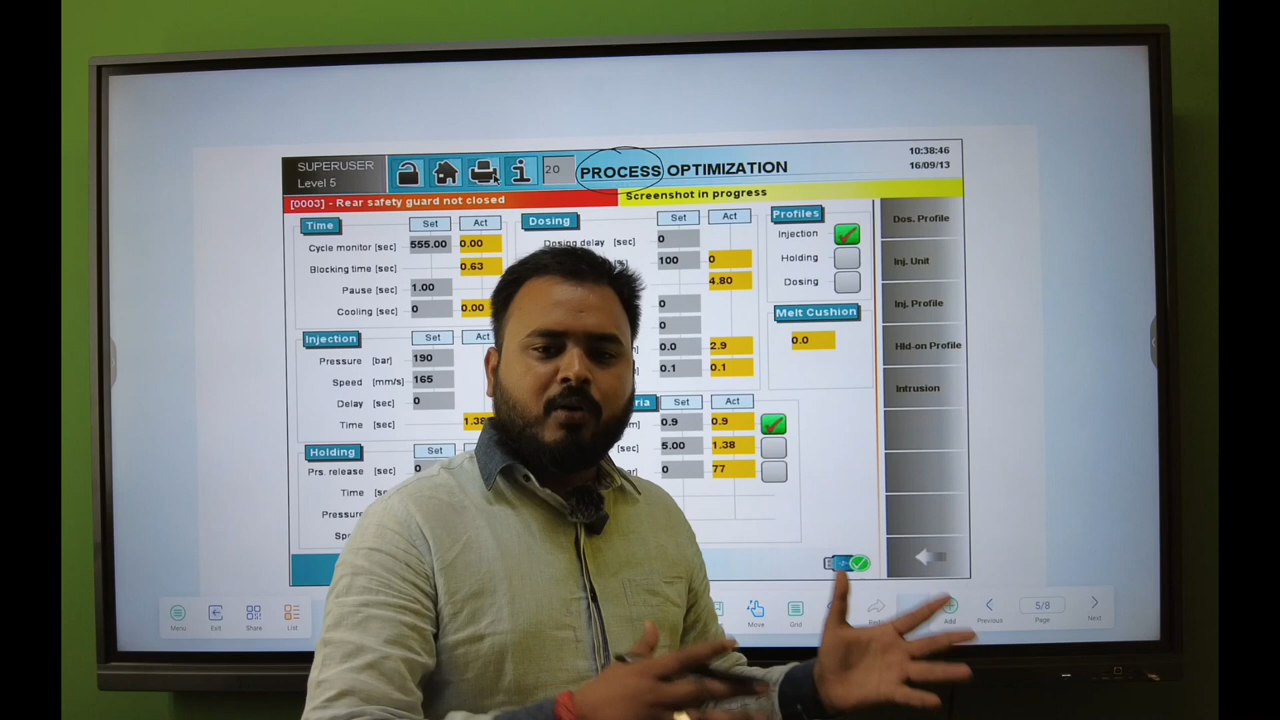 SUPERUSER
Level 5
20
PROCESS OPTIMIZATION
10:38:46
16/09/13
[0003] - Rear safety guard not closed
Screenshot in progress
Time
Set Act
Cycle monitor [sec] 555.00 0.00
Blocking time [sec] 0.63
Pause [sec] 1.00
Cooling [sec] 0 0.00
Injection
Set Act
Pressure [bar] 190
Speed [mm/s] 165
Delay [sec] 0
Time [sec] 1.38
Holding
Set
Prs. release [sec] 0
Time
Pressure
Dosing
Set Act
Dosing delay [sec] 0
100 0
4.80
0
0
0.0 2.9
0.1 0.1
Set Act
0.9 0.9
[sec] 5.00 1.38
0 77
Profiles
Injection
Holding
Dosing
Melt Cushion
0.0
Dos. Profile
Inj. Unit
Inj. Profile
Hld-on Profile
Intrusion
Menu Exit Share List Move Grid Add Previous Page Next
5/8